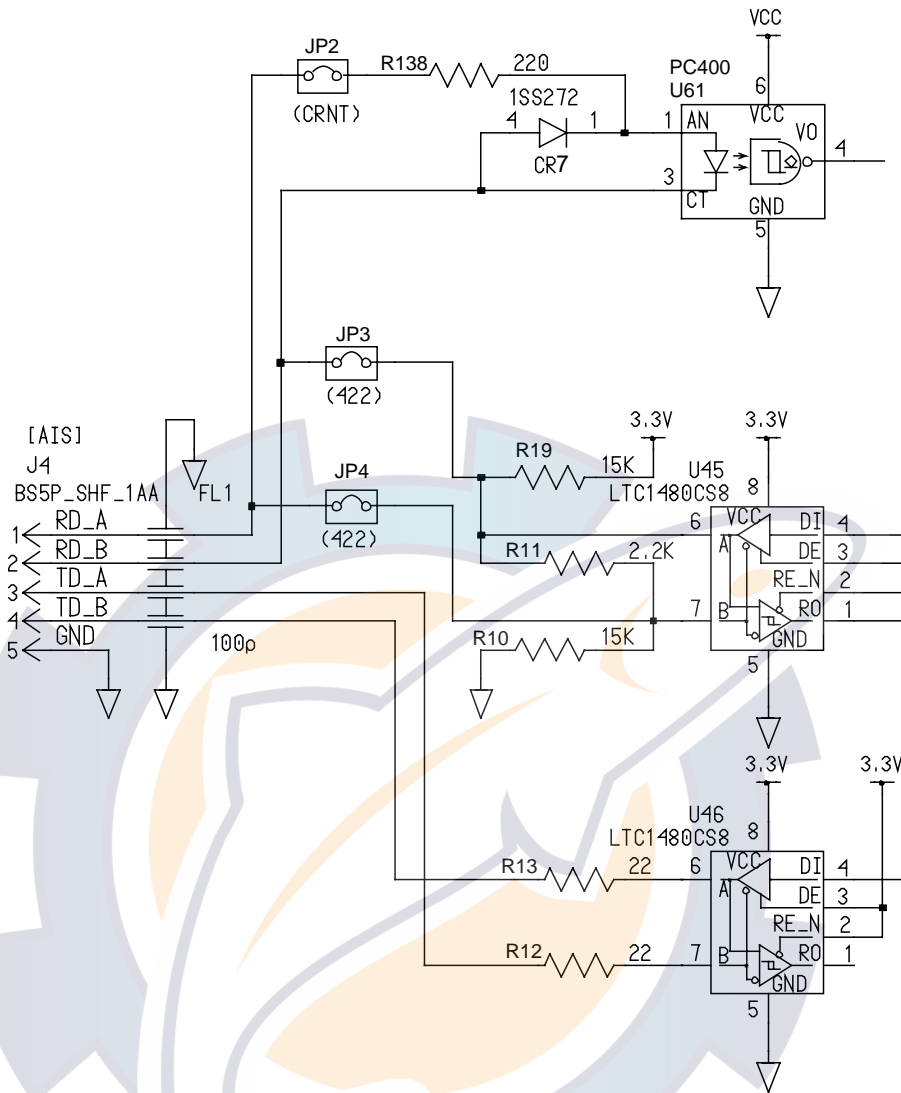 VCC
JP2
R138
220
(CRNT)
PC400
U61
6
1SS272
VCC
4
1
1
AN
VO
4
CR7
3
CT
GND
5
JP3
(422)
[AIS]
3.3V
3.3V
J4
R19
15K
U45
BS5P_SHF_1AA
FL1
JP4
LTC1480CS8
8
1
RD_A
(422)
6
VCC
DI
4
A
2
RD_B
R11
2.2K
DE
3
3
TD_A
RE_N
2
4
TD_B
7
B
RO
1
5
GND
100p
R10
15K
GND
5
3.3V
3.3V
U46
LTC1480CS8
8
R13
22
6
VCC
DI
4
A
DE
3
RE_N
2
R12
22
7
B
RO
1
GND
5